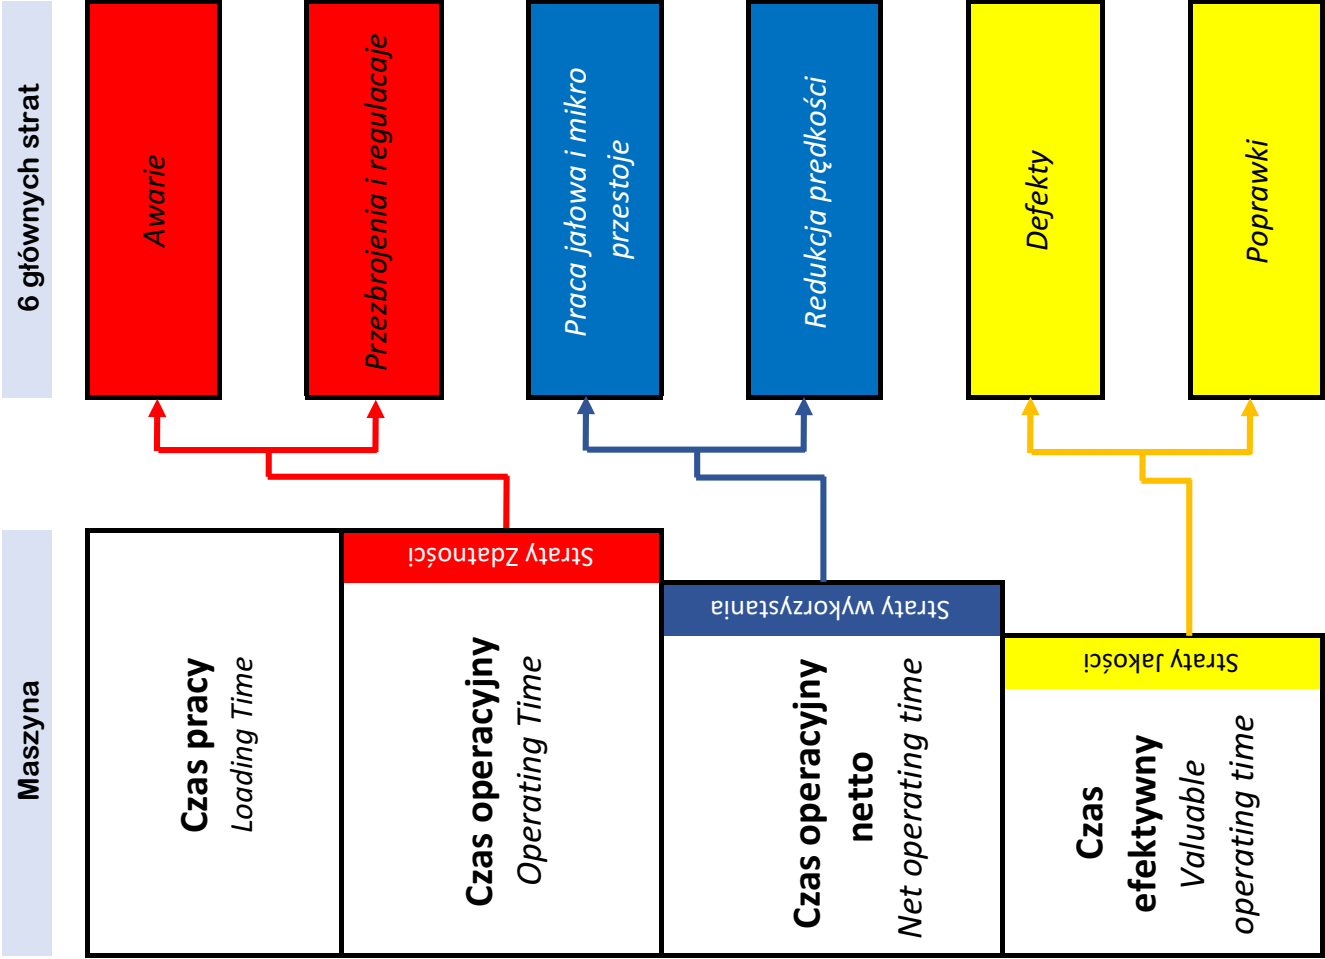 Maszyna
6 głównych strat
Czas pracy
Loading Time
Straty Zdatności
Czas operacyjny
Operating Time
Straty wykorzystania
Czas operacyjny
netto
Net operating time
Straty Jakości
Czas
efektywny
Valuable
operating time
Awarie
Przezbrojenia i regulacaje
Praca jałowa i mikro
przestoje
Redukcja prędkości
Defekty
Poprawki